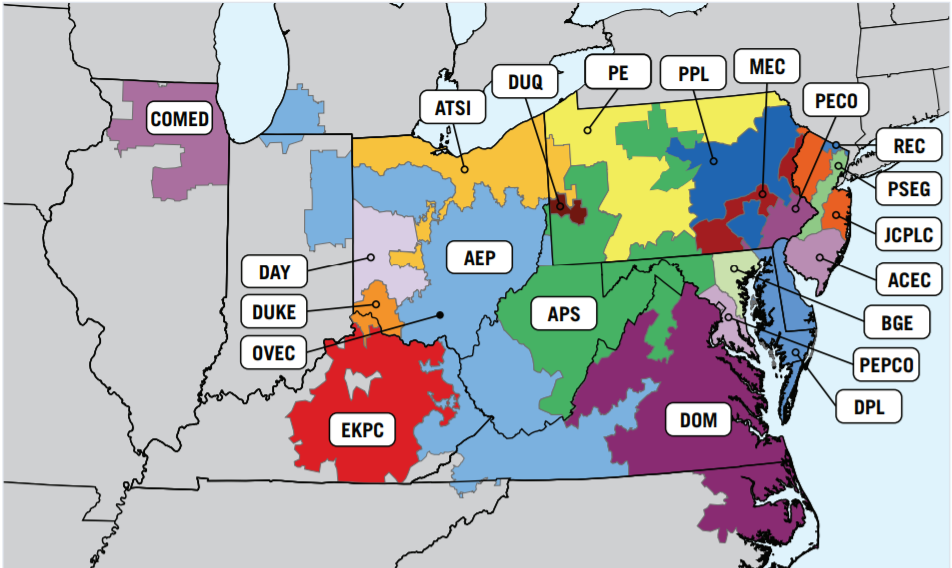 MEC
DUQ
PE
PPL
COMED
ATSI
PECO
REC
PSEG
JCPLC
DAY
AEP
ACEC
DUKE
APS
BGE
OVEC
PEPCO
DPL
EKPC
DOM